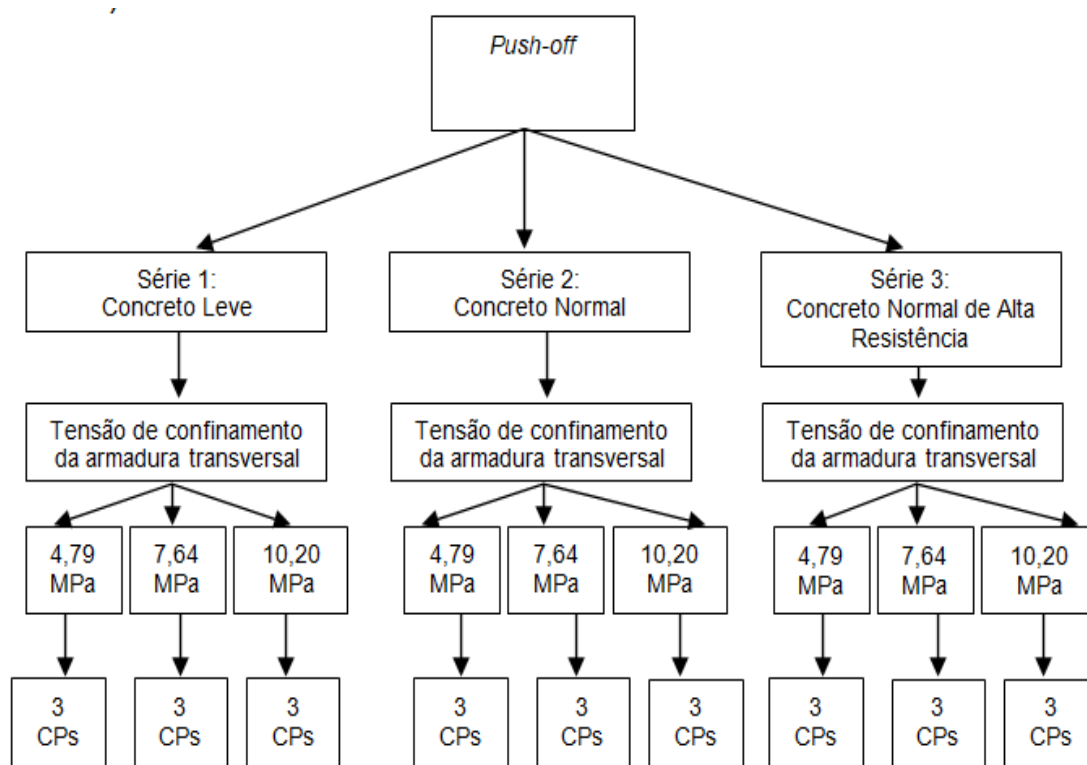 Push-off
Série 1:
Concreto Leve
Série 2:
Concreto Normal
Série 3:
Concreto Normal de Alta
Resistência
Tensão de confinamento
da armadura transversal
Tensão de confinamento
da armadura transversal
Tensão de confinamento
da armadura transversal
4,79
MPa
7,64
MPa
10,20
MPa
4,79
MPa
7,64
MPa
10,20
MPa
4,79
MPa
7,64
MPa
10,20
MPa
3
CPs
3
CPs
3
CPs
3
CPs
3
CPs
3
CPs
3
CPs
3
CPs
3
CPs